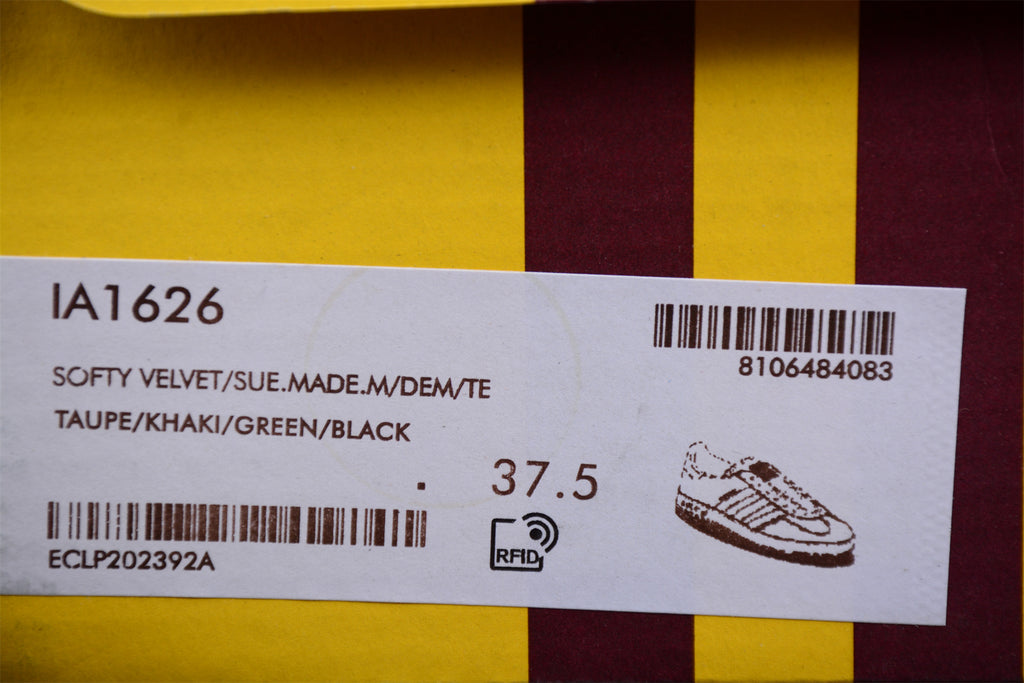 IA1626
8106484083
SOFTY VELVET/SUE.MADE.M/DEM/TE
TAUPE/KHAKI/GREEN/BLACK
. 37.5
ECLP202392A
RFID